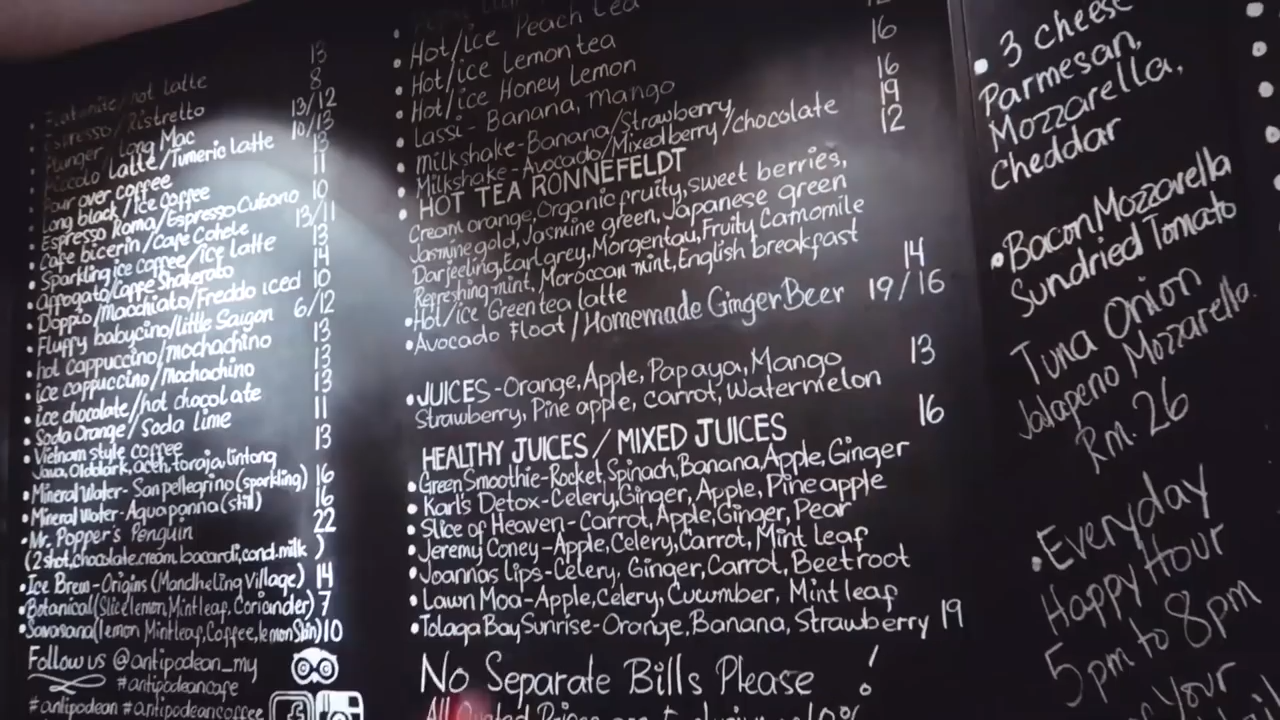 13
hot latte 8
Espresso/Ristretto 13/12
Plunger/Long Mac 10/13
Piccolo Latte/Tumeric latte 13
Pour over coffee 11
Long black/Ice coffee
Espresso Roma/Espresso Cubano 10
Cafe bicerin/Cafe Cohele 13/11
Sparkling ice coffee/ice latte 13
Affogato/Caffe Shakerato 14
Doppio/Macchiato/Freddo iced 10
Fluffy babycino/little Saigon 6/12
hot cappuccino/mochachino 13
ice cappuccino/mochachino 13
ice chocolate/hot chocolate 13
Soda Orange/Soda lime 11
Vietnam style coffee 13
Java, Olddark, aceh, toraja, lintong
Mineral Water- San pellegrino (sparkling) 16
Mineral Water- Aqua panna (still) 16
Mr. Popper's Penguin 22
(2 shot, chocolate, cream, bacardi, cond. milk )
Ice Brew-Origins (Mandheling Village) 14
Botanical (Slice lemon, Mint leaf, Coriander) 7
Savasana (lemon Mint leaf, Coffee, lemon Skin) 10
Follow us @antipodean_my
#antipodeancafe
#antipodean #antipodeancoffee
Hot/ice Peach tea
Hot/ice Lemon tea 16
Hot/ice Honey Lemon
Lassi - Banana, Mango 16
Milkshake-Banana/Strawberry 19
Milkshake-Avocado/Mixed berry/chocolate 12
HOT TEA RONNEFELDT
Cream orange, Organic fruity, sweet berries,
Jasmine gold, Jasmine green, Japanese green
Darjeeling, Earl grey, Morgentau, Fruity Camomile
Refreshing mint, Moroccan mint, English breakfast
Hot/ice Green tea latte 14
Avocado Float / Homemade Ginger Beer 19/16
JUICES - Orange, Apple, Papaya, Mango 13
Strawberry, Pine apple, carrot, Watermelon
HEALTHY JUICES / MIXED JUICES 16
Green Smoothie-Rocket, Spinach, Banana, Apple, Ginger
Karl's Detox-Celery, Ginger, Apple, Pineapple
Slice of Heaven-Carrot, Apple, Ginger, Pear
Jeremy Coney-Apple, Celery, Carrot, Mint leaf
Joannas Lips-Celery, Ginger, Carrot, Beetroot
Lawn Moa-Apple, Celery, Cucumber, Mint leaf
Tolaga Bay Sunrise-Orange, Banana, Strawberry 19
No Separate Bills Please !
3 cheese
Parmesan,
Mozzarella,
Cheddar
Bacon Mozzarella
Sundried Tomato
Tuna Onion
Jalapeno Mozzarella.
Rm. 26
Everyday
Happy Hour
5pm to 8pm
on your